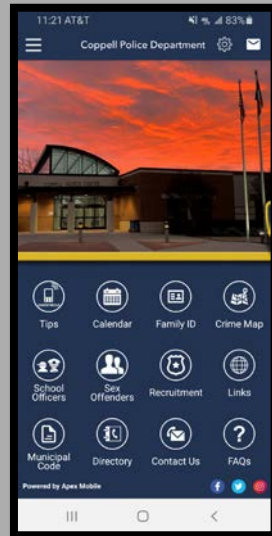 11:21 AT&T 83%
Coppell Police Department
Tips Calendar Family ID Crime Map
School Officers Sex Offenders Recruitment Links
Municipal Code Directory Contact Us FAQs
Powered by Apex Mobile